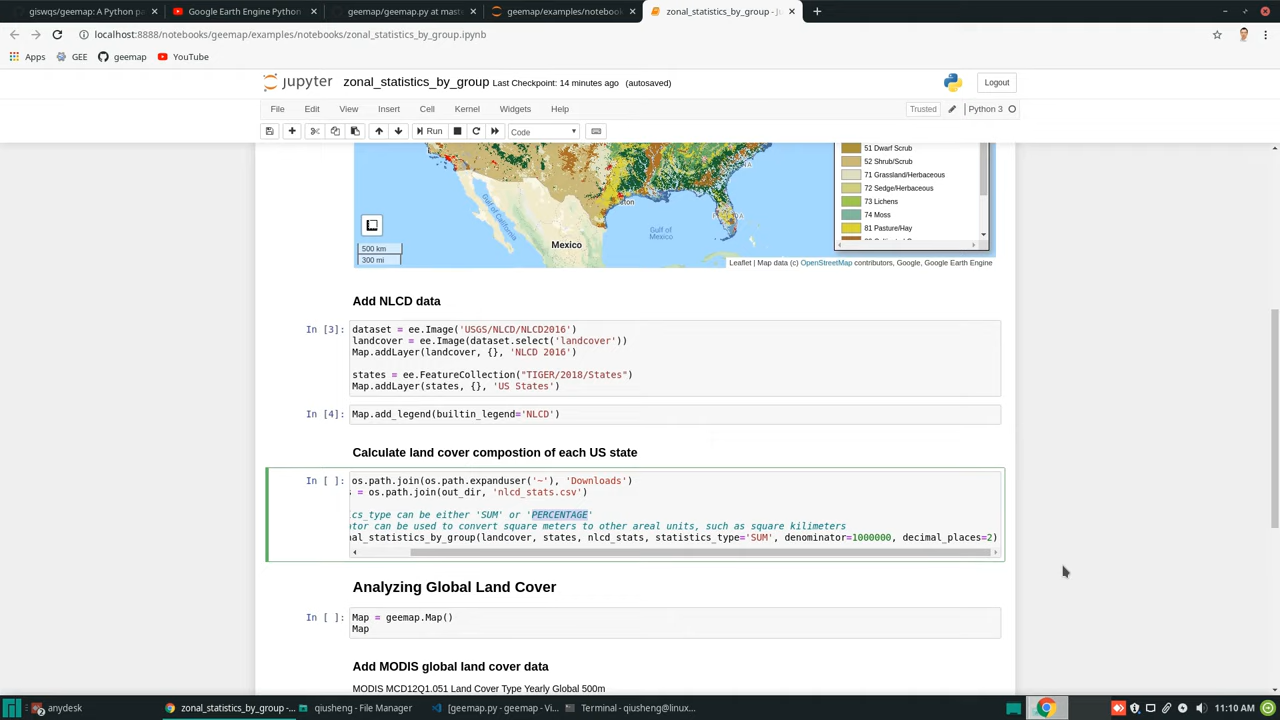 giswqs/geemap: A Python pa
Google Earth Engine Python
geemap/geemap.py at mast
geemap/examples/notebook
zonal_statistics_by_group - Ju
localhost:8888/notebooks/geemap/examples/notebooks/zonal_statistics_by_group.ipynb
Apps GEE geemap YouTube
jupyter zonal_statistics_by_group Last Checkpoint: 14 minutes ago (autosaved)
Logout
File Edit View Insert Cell Kernel Widgets Help
Trusted Python 3
Run Code
51 Dwarf Scrub
52 Shrub/Scrub
71 Grassland/Herbaceous
72 Sedge/Herbaceous
73 Lichens
74 Moss
81 Pasture/Hay
Gulf of California
ston
Gulf of
Mexico
Mexico
500 km
300 mi
Leaflet | Map data (c) OpenStreetMap contributors, Google, Google Earth Engine
Add NLCD data
In [3]: dataset = ee.Image('USGS/NLCD/NLCD2016')
landcover = ee.Image(dataset.select('landcover'))
Map.addLayer(landcover, {}, 'NLCD 2016')
states = ee.FeatureCollection("TIGER/2018/States")
Map.addLayer(states, {}, 'US States')
In [4]: Map.add_legend(builtin_legend='NLCD')
Calculate land cover compostion of each US state
In [ ]: os.path.join(os.path.expanduser('~'), 'Downloads')
s = os.path.join(out_dir, 'nlcd_stats.csv')
cs_type can be either 'SUM' or 'PERCENTAGE'
tor can be used to convert square meters to other areal units, such as square kilimeters
nal_statistics_by_group(landcover, states, nlcd_stats, statistics_type='SUM', denominator=1000000, decimal_places=2)
Analyzing Global Land Cover
In [ ]: Map = geemap.Map()
Map
Add MODIS global land cover data
MODIS MCD12Q1.051 Land Cover Type Yearly Global 500m
anydesk
zonal_statistics_by_group -...
qiusheng - File Manager
[geemap.py - geemap - Vi...
Terminal - qiusheng@linux...
11:10 AM